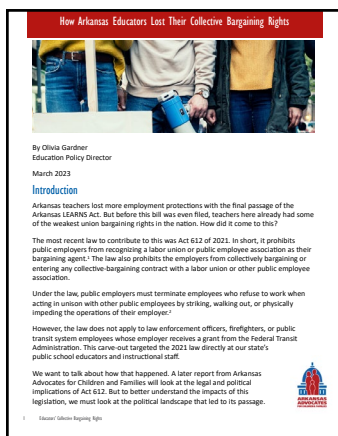 How Arkansas Educators Lost Their Collective Bargaining Rights
By Olivia Gardner
Education Policy Director
March 2023
Introduction
Arkansas teachers lost more employment protections with the final passage of the
Arkansas LEARNS Act. But before this bill was even filed, teachers here already had some
of the weakest union bargaining rights in the nation. How did it come to this?
The most recent law to contribute to this was Act 612 of 2021. In short, it prohibits
public employers from recognizing a labor union or public employee association as their
bargaining agent.¹ The law also prohibits the employers from collectively bargaining or
entering any collective-bargaining contract with a labor union or other public employee
association.
Under the law, public employers must terminate employees who refuse to work when
acting in unison with other public employees by striking, walking out, or physically
impeding the operations of their employer.²
However, the law does not apply to law enforcement officers, firefighters, or public
transit system employees whose employer receives a grant from the Federal Transit
Administration. This carve-out targeted the 2021 law directly at our state's
public school educators and instructional staff.
We want to talk about how that happened. A later report from Arkansas
Advocates for Children and Families will look at the legal and political
implications of Act 612. But to better understand the impacts of this
legislation, we must look at the political landscape that led to its passage.
ARKANSAS
ADVOCATES
1 Educators' Collective Bargaining Rights